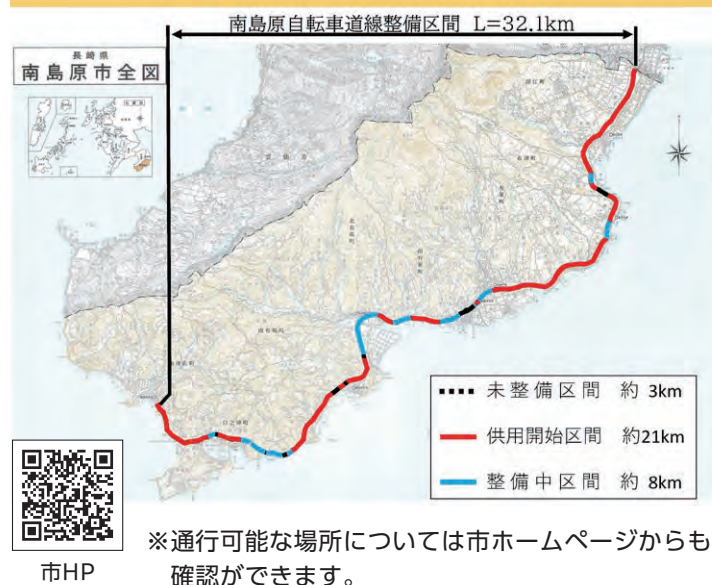 南島原自転車道線整備区間 L=32.1km
長崎県
南島原市全図
未整備区間 約 3km
供用開始区間 約21km
整備中区間 約 8km
市HP
※通行可能な場所については市ホームページからも
確認ができます。